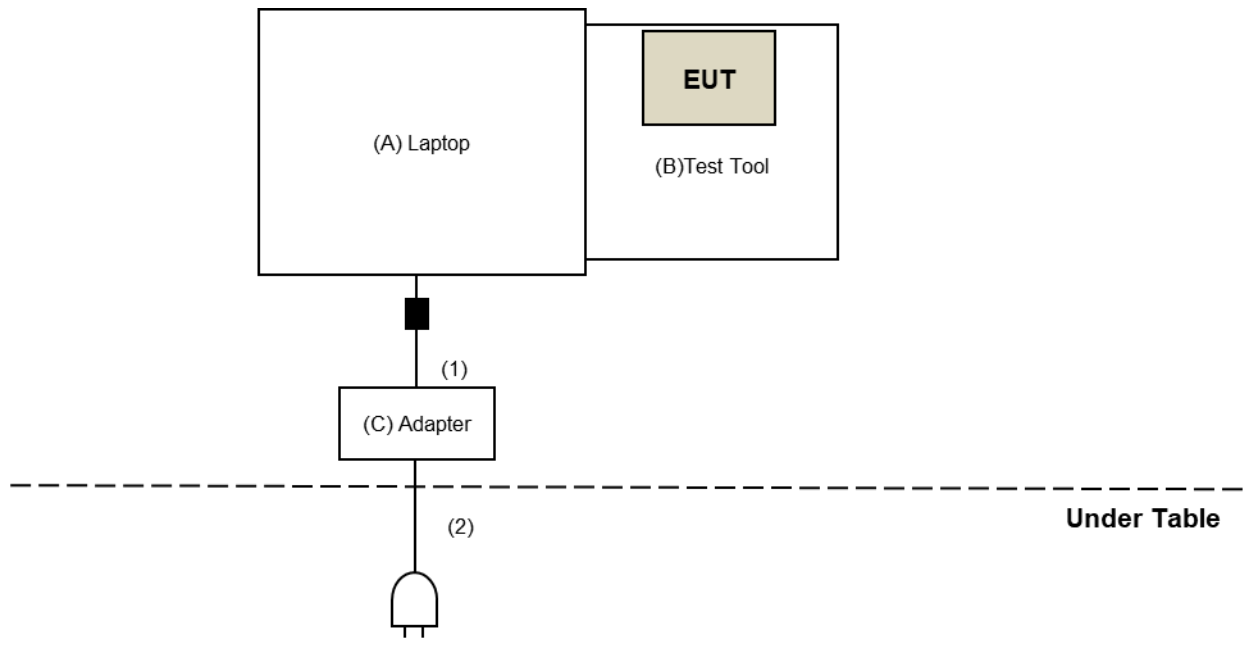 EUT
(A) Laptop
(B)Test Tool
(1)
(C) Adapter
Under Table
(2)